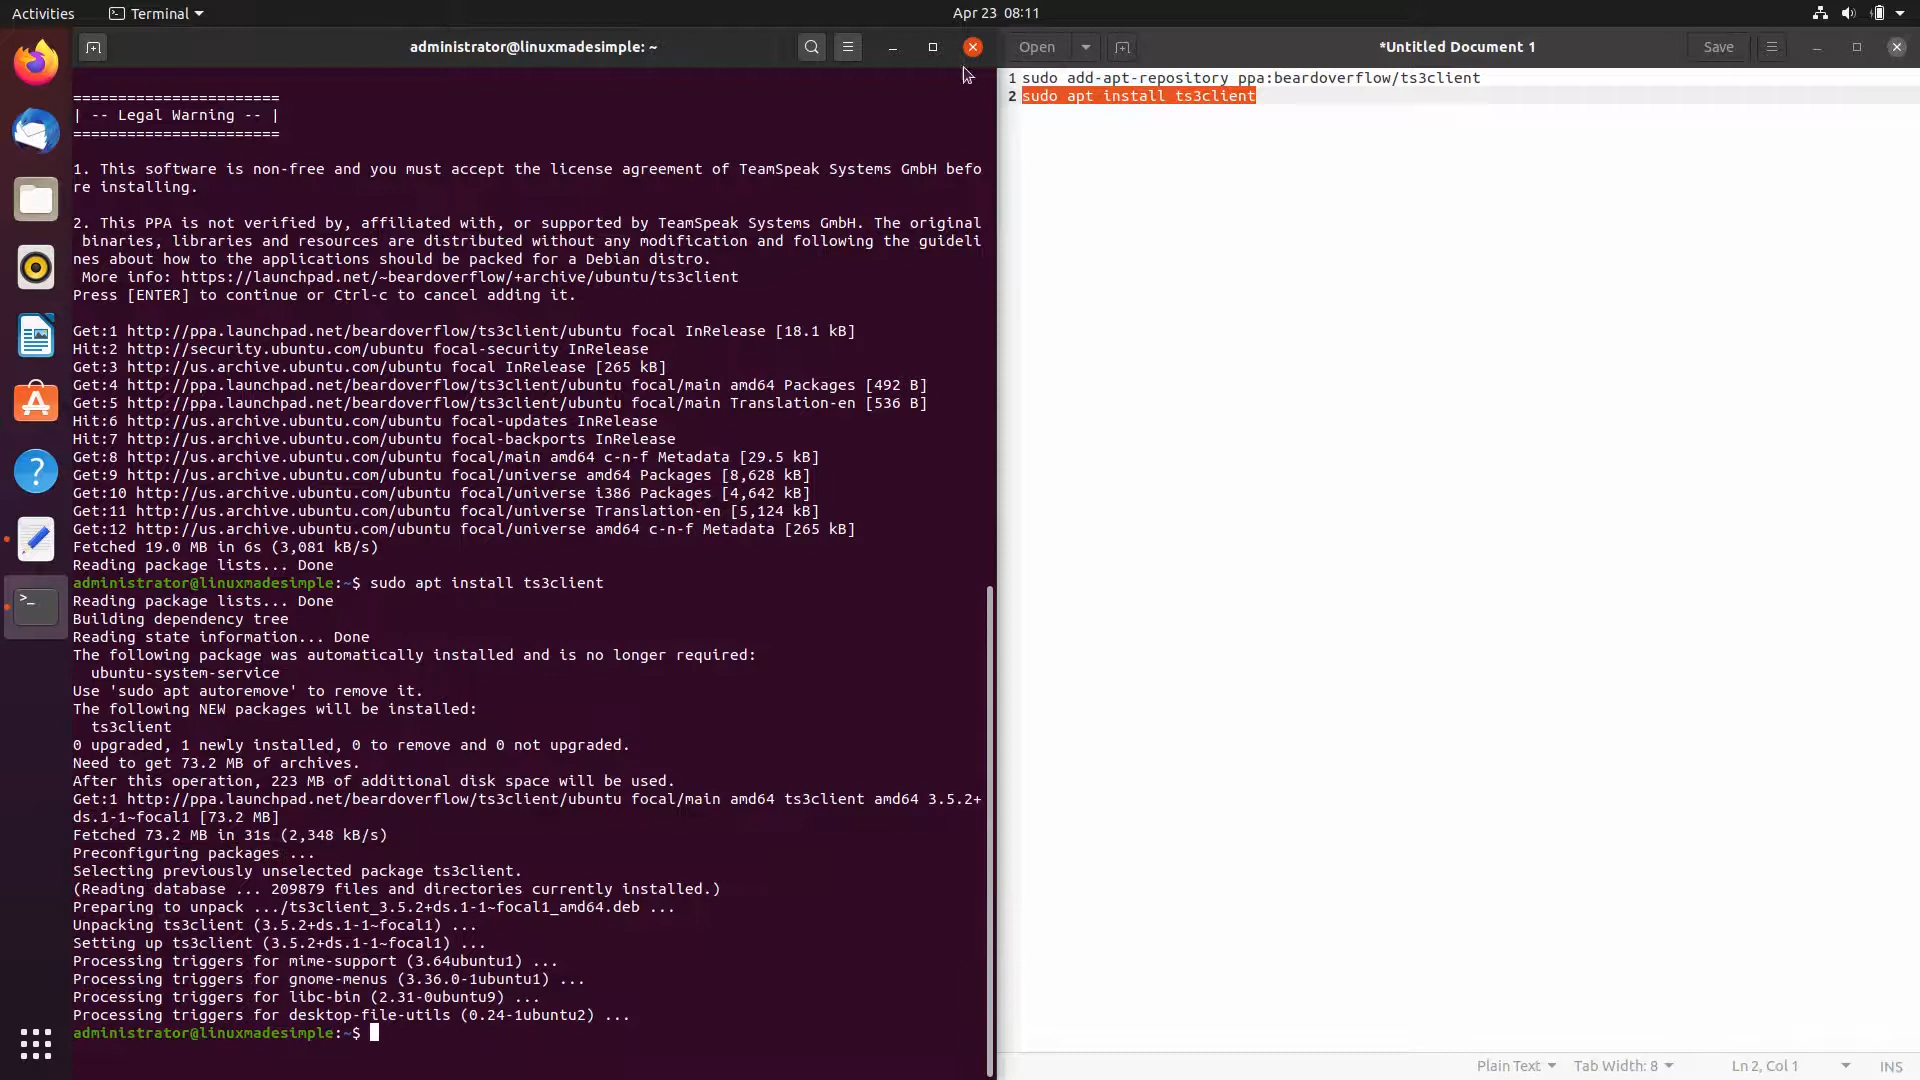 Activities
Terminal
Apr 23  08:11
administrator@linuxmadesimple: ~
=======================
| -- Legal Warning -- |
=======================
1. This software is non-free and you must accept the license agreement of TeamSpeak Systems GmbH befo
re installing.
2. This PPA is not verified by, affiliated with, or supported by TeamSpeak Systems GmbH. The original
 binaries, libraries and resources are distributed without any modification and following the guideli
nes about how to the applications should be packed for a Debian distro.
 More info: https://launchpad.net/~beardoverflow/+archive/ubuntu/ts3client
Press [ENTER] to continue or Ctrl-c to cancel adding it.
Get:1 http://ppa.launchpad.net/beardoverflow/ts3client/ubuntu focal InRelease [18.1 kB]
Hit:2 http://security.ubuntu.com/ubuntu focal-security InRelease
Get:3 http://us.archive.ubuntu.com/ubuntu focal InRelease [265 kB]
Get:4 http://ppa.launchpad.net/beardoverflow/ts3client/ubuntu focal/main amd64 Packages [492 B]
Get:5 http://ppa.launchpad.net/beardoverflow/ts3client/ubuntu focal/main Translation-en [536 B]
Hit:6 http://us.archive.ubuntu.com/ubuntu focal-updates InRelease
Hit:7 http://us.archive.ubuntu.com/ubuntu focal-backports InRelease
Get:8 http://us.archive.ubuntu.com/ubuntu focal/main amd64 c-n-f Metadata [29.5 kB]
Get:9 http://us.archive.ubuntu.com/ubuntu focal/universe amd64 Packages [8,628 kB]
Get:10 http://us.archive.ubuntu.com/ubuntu focal/universe i386 Packages [4,642 kB]
Get:11 http://us.archive.ubuntu.com/ubuntu focal/universe Translation-en [5,124 kB]
Get:12 http://us.archive.ubuntu.com/ubuntu focal/universe amd64 c-n-f Metadata [265 kB]
Fetched 19.0 MB in 6s (3,081 kB/s)
Reading package lists... Done
administrator@linuxmadesimple:~$ sudo apt install ts3client
Reading package lists... Done
Building dependency tree
Reading state information... Done
The following package was automatically installed and is no longer required:
  ubuntu-system-service
Use 'sudo apt autoremove' to remove it.
The following NEW packages will be installed:
  ts3client
0 upgraded, 1 newly installed, 0 to remove and 0 not upgraded.
Need to get 73.2 MB of archives.
After this operation, 223 MB of additional disk space will be used.
Get:1 http://ppa.launchpad.net/beardoverflow/ts3client/ubuntu focal/main amd64 ts3client amd64 3.5.2+
ds.1-1~focal1 [73.2 MB]
Fetched 73.2 MB in 31s (2,348 kB/s)
Preconfiguring packages ...
Selecting previously unselected package ts3client.
(Reading database ... 209879 files and directories currently installed.)
Preparing to unpack .../ts3client_3.5.2+ds.1-1~focal1_amd64.deb ...
Unpacking ts3client (3.5.2+ds.1-1~focal1) ...
Setting up ts3client (3.5.2+ds.1-1~focal1) ...
Processing triggers for mime-support (3.64ubuntu1) ...
Processing triggers for gnome-menus (3.36.0-1ubuntu1) ...
Processing triggers for libc-bin (2.31-0ubuntu9) ...
Processing triggers for desktop-file-utils (0.24-1ubuntu2) ...
administrator@linuxmadesimple:~$
Open
*Untitled Document 1
Save
1 sudo add-apt-repository ppa:beardoverflow/ts3client
2 sudo apt install ts3client
Plain Text
Tab Width: 8
Ln 2, Col 1
INS